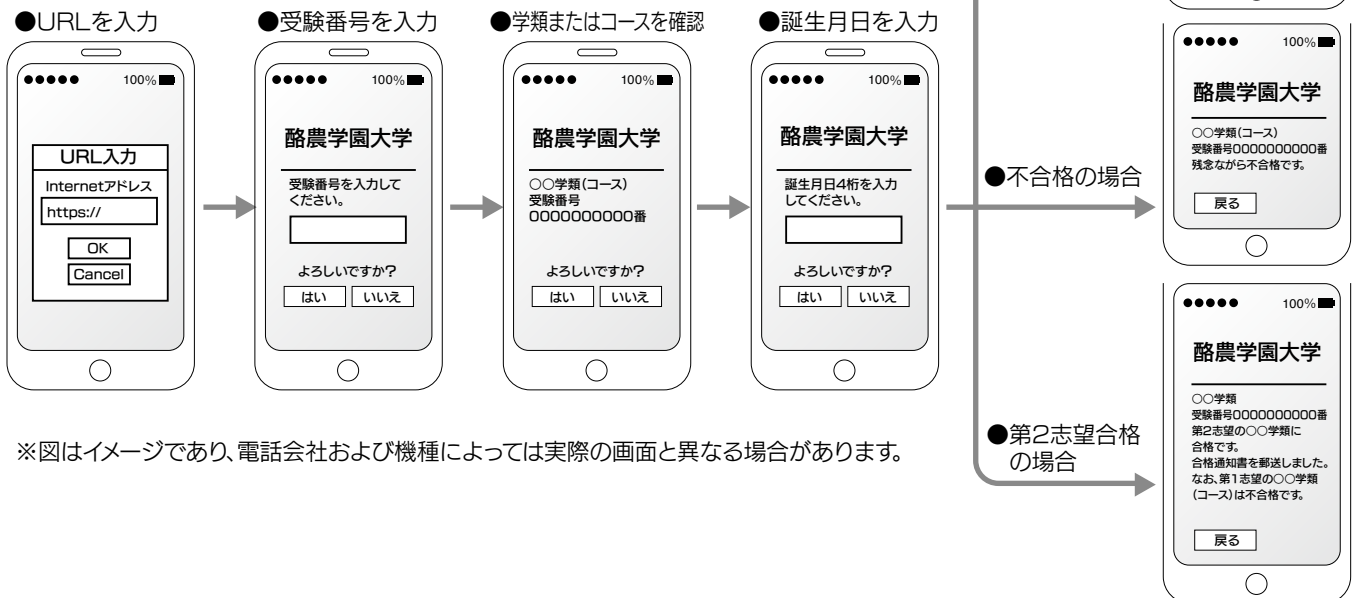 ●URLを入力
●●●●● 100%
URL入力
Internetアドレス
https://
OK
Cancel
●受験番号を入力
●●●●● 100%
酪農学園大学
受験番号を入力して
ください。
よろしいですか?
はい いいえ
●学類またはコースを確認
●●●●● 100%
酪農学園大学
○○学類(コース)
受験番号
0000000000番
よろしいですか?
はい いいえ
●誕生月日を入力
●●●●● 100%
酪農学園大学
誕生月日4桁を入力
してください。
よろしいですか?
はい いいえ
●不合格の場合
●●●●● 100%
酪農学園大学
○○学類(コース)
受験番号0000000000番
残念ながら不合格です。
戻る
●第2志望合格
の場合
●●●●● 100%
酪農学園大学
○○学類
受験番号0000000000番
第2志望の○○学類に
合格です。
合格通知書を郵送しました。
なお、第1志望の○○学類
(コース)は不合格です。
戻る
※図はイメージであり、電話会社および機種によっては実際の画面と異なる場合があります。